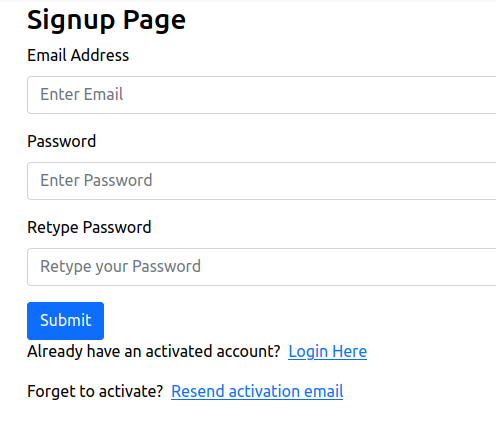 Signup Page
Email Address
Enter Email
Password
Enter Password
Retype Password
Retype your Password
Submit
Already have an activated account? Login Here
Forget to activate? Resend activation email